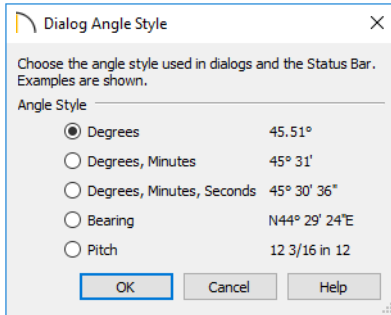 Dialog Angle Style
Choose the angle style used in dialogs and the Status Bar.
Examples are shown.
Angle Style
Degrees 45.51°
Degrees, Minutes 45° 31'
Degrees, Minutes, Seconds 45° 30' 36"
Bearing N44° 29' 24"E
Pitch 12 3/16 in 12
OK Cancel Help